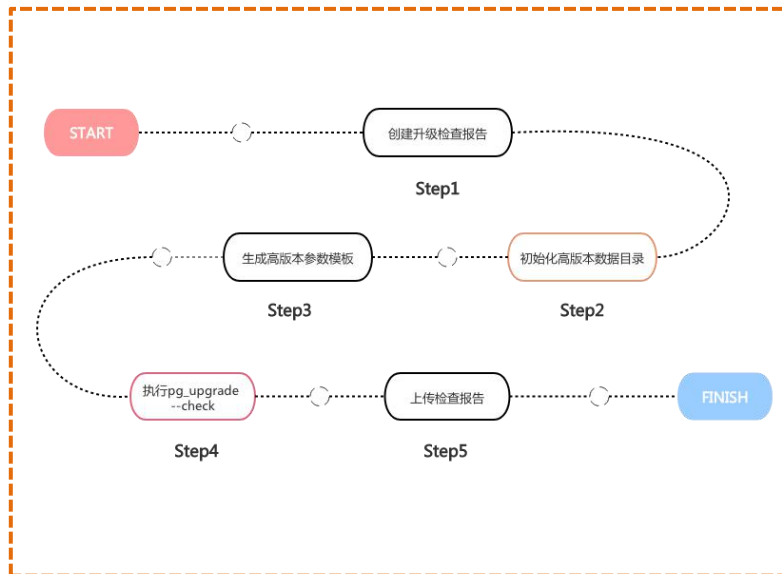 START
创建升级检查报告
Step1
生成高版本参数模板
初始化高版本数据目录
Step3
Step2
执行pg_upgrade
--check
上传检查报告
FINISH
Step4
Step5